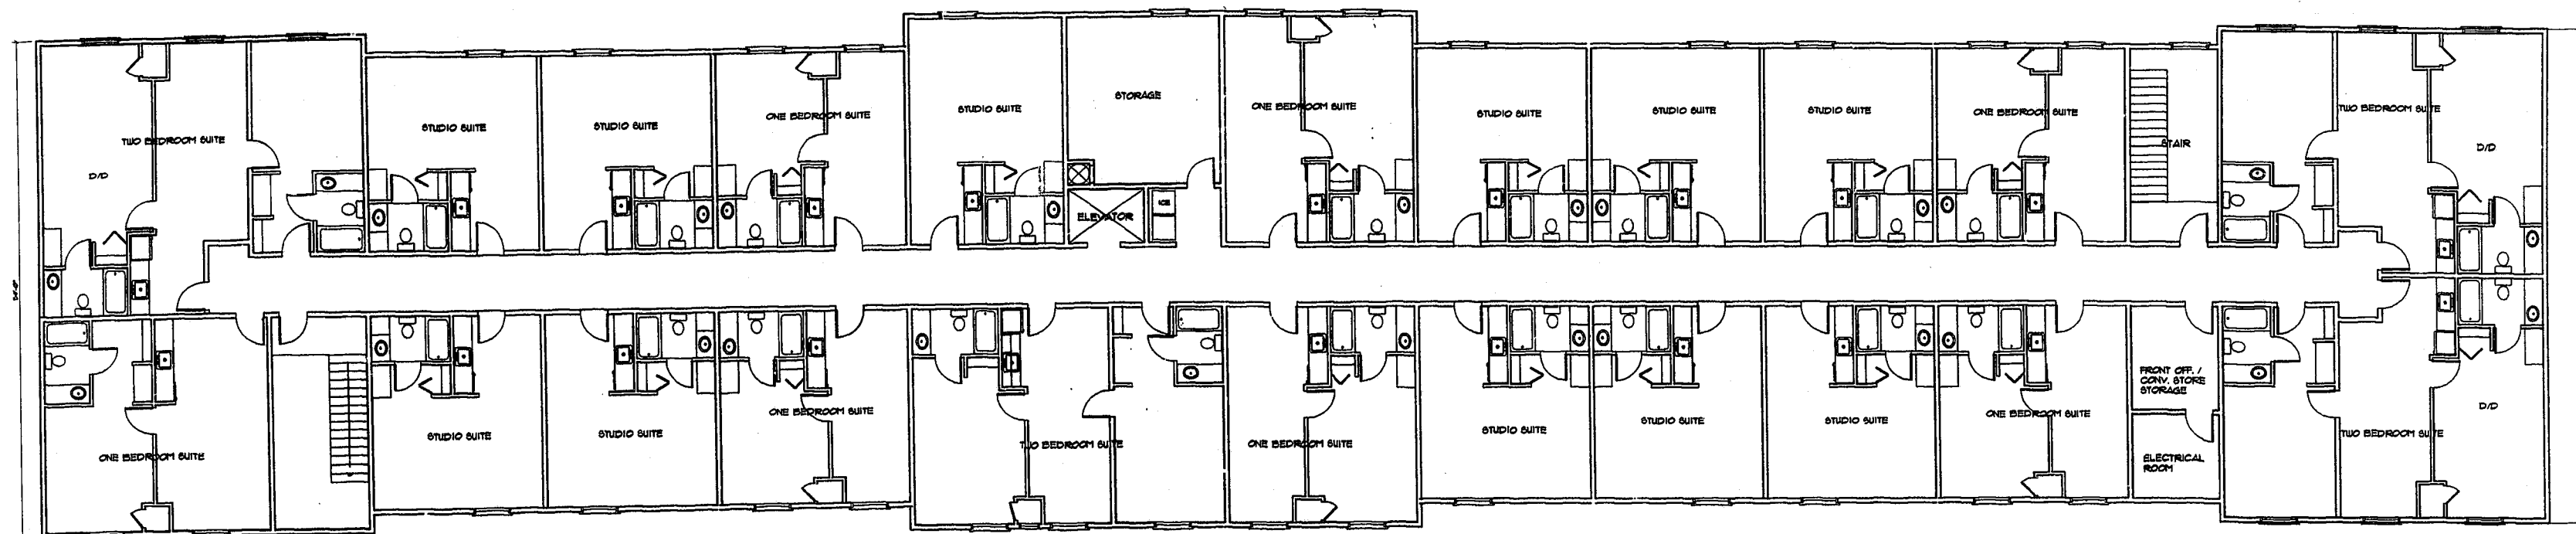 TWO BEDROOM SUITE
D/D
STUDIO SUITE
STUDIO SUITE
ONE BEDROOM SUITE
STUDIO SUITE
STORAGE
ELEVATOR
ICE
ONE BEDROOM SUITE
STUDIO SUITE
STUDIO SUITE
STUDIO SUITE
ONE BEDROOM SUITE
STAIR
TWO BEDROOM SUITE
D/D
ONE BEDROOM SUITE
STUDIO SUITE
STUDIO SUITE
ONE BEDROOM SUITE
TWO BEDROOM SUITE
ONE BEDROOM SUITE
STUDIO SUITE
STUDIO SUITE
STUDIO SUITE
ONE BEDROOM SUITE
FRONT OFF. /
CONV. STORE
STORAGE
ELECTRICAL
ROOM
TWO BEDROOM SUITE
D/D